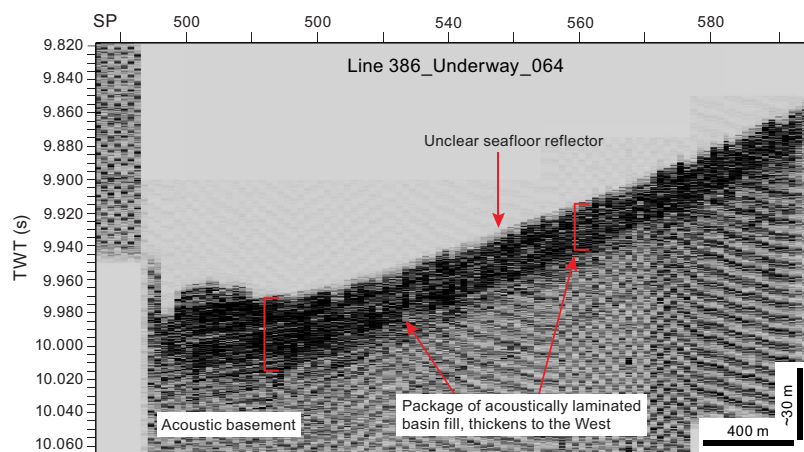 SP 500 500 540 560 580
Line 386_Underway_064
Unclear seafloor reflector
TWT (s)
9.820
9.840
9.860
9.880
9.900
9.920
9.940
9.960
9.980
10.000
10.020
10.040
10.060
Acoustic basement
Package of acoustically laminated
basin fill, thickens to the West
400 m
~30 m